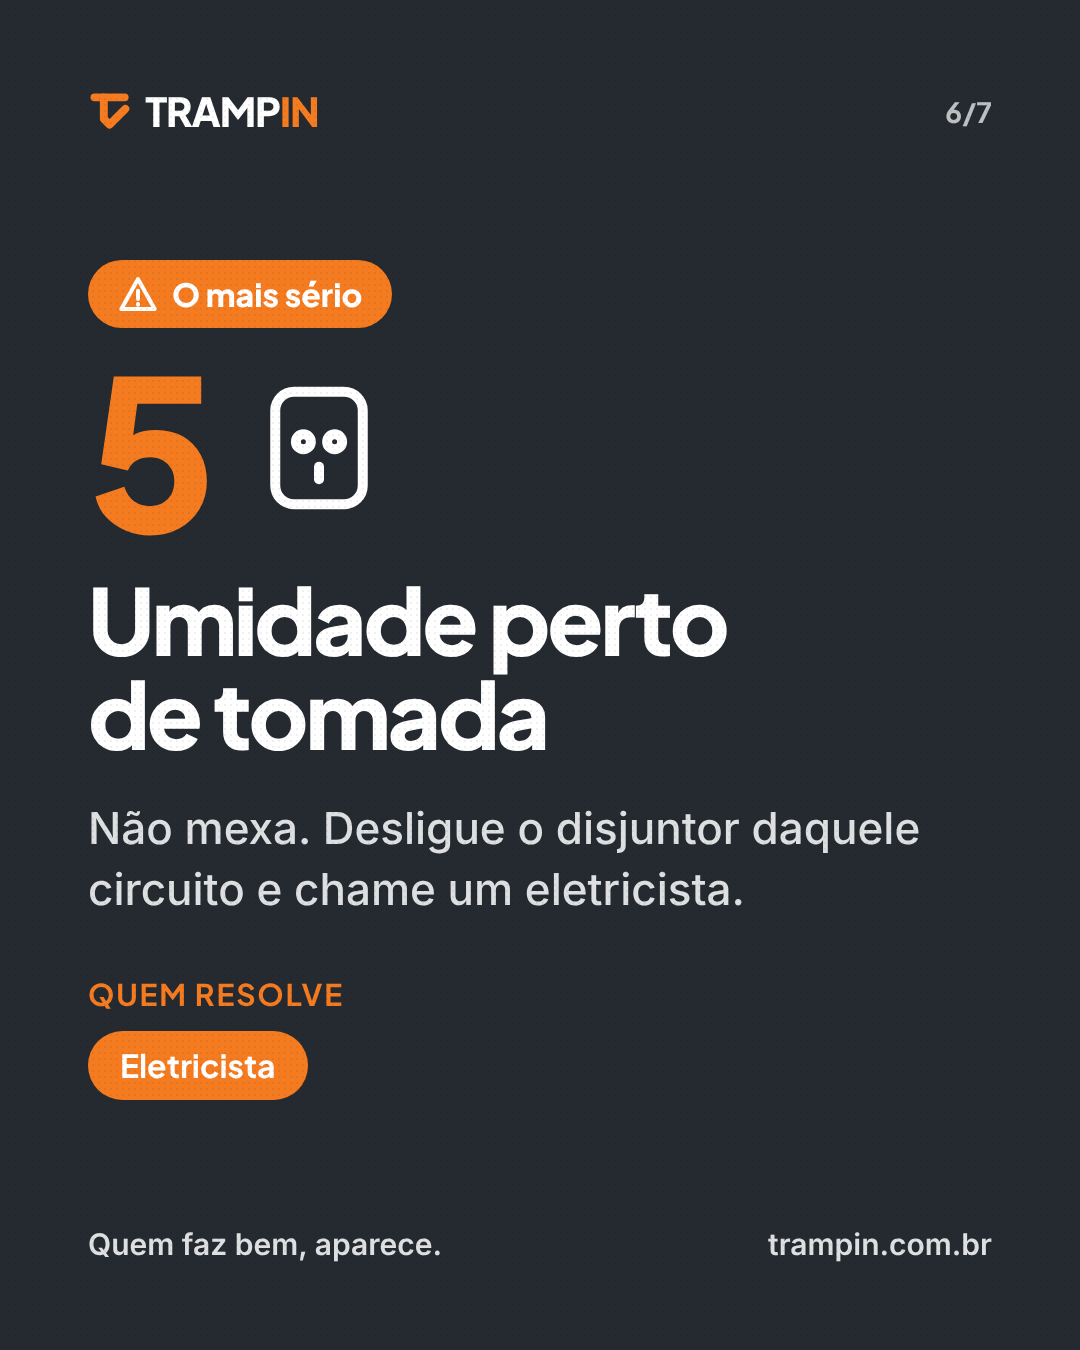 TRAMPIN
6/7
O mais sério
5
Umidade perto
de tomada
Não mexa. Desligue o disjuntor daquele
circuito e chame um eletricista.
QUEM RESOLVE
Eletricista
Quem faz bem, aparece.
trampin.com.br